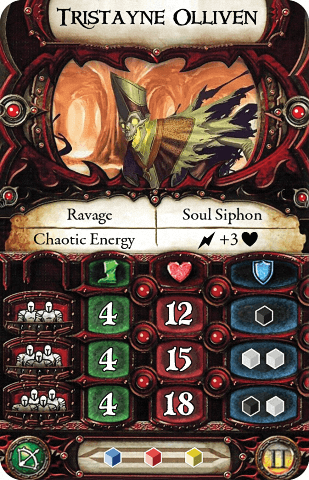 Tristayne Olliven
Ravage
Soul Siphon
Chaotic Energy
+3
4 12
4 15
4 18
II